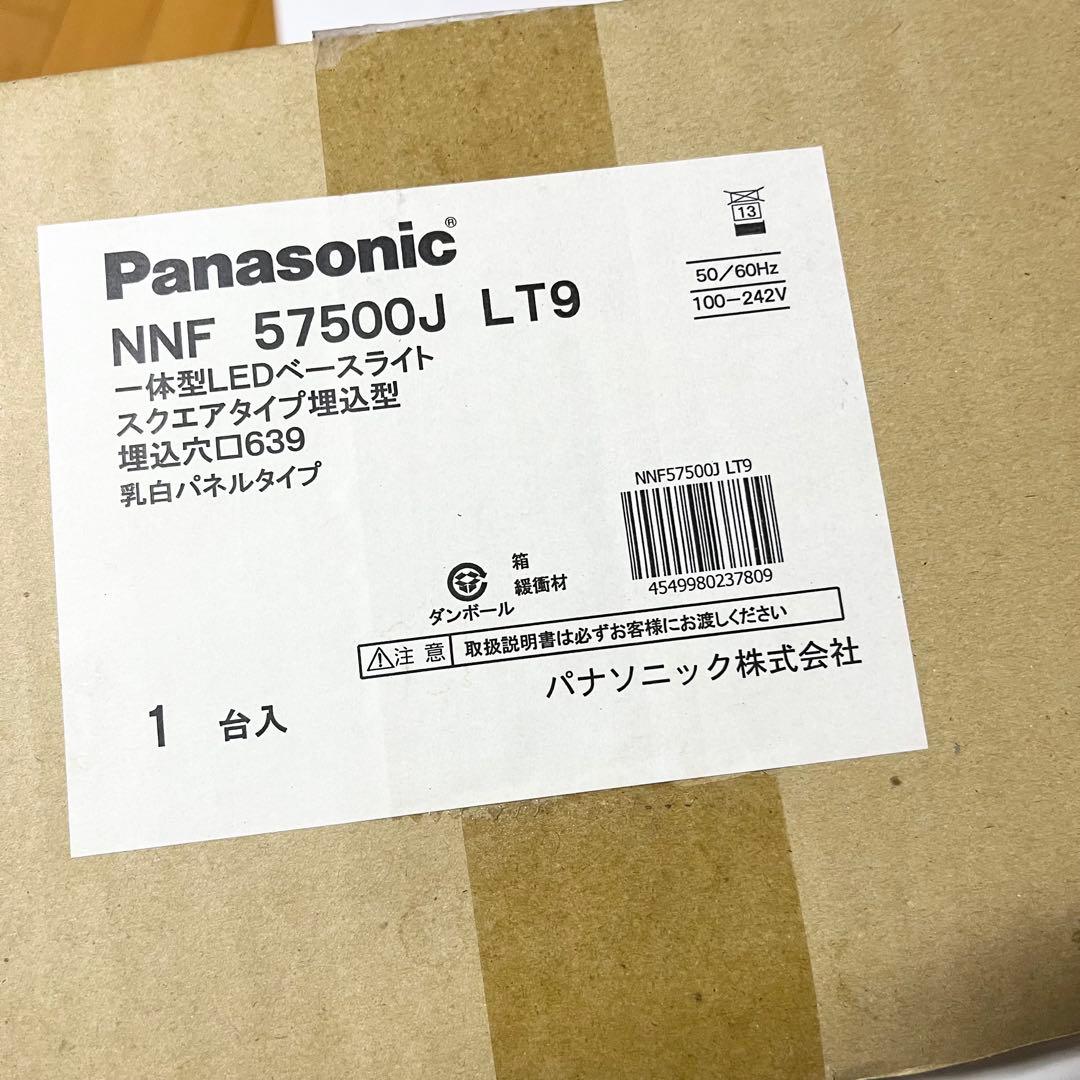 Panasonic®
NNF 57500J LT9
一体型LEDベースライト
スクエアタイプ埋込型
埋込穴□639
乳白パネルタイプ
13
50/60Hz
100-242V
NNF57500J LT9
4549980237809
箱
緩衝材
ダンボール
注意 取扱説明書は必ずお客様にお渡しください
パナソニック株式会社
1 台入